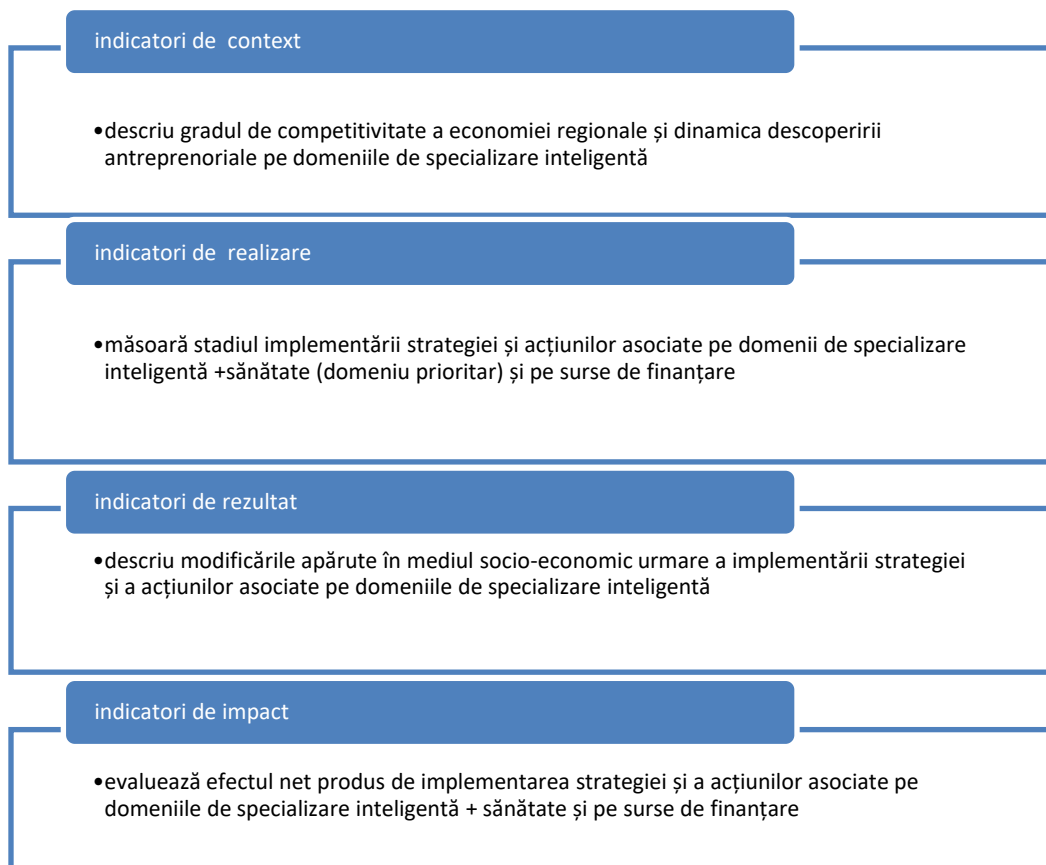 indicatori de  context
•descriu gradul de competitivitate a economiei regionale și dinamica descoperirii
antreprenoriale pe domeniile de specializare inteligentă
indicatori de  realizare
•măsoară stadiul implementării strategiei și acțiunilor asociate pe domenii de specializare
inteligentă +sănătate (domeniu prioritar) și pe surse de finanțare
indicatori de rezultat
•descriu modificările apărute în mediul socio-economic urmare a implementării strategiei
și a acțiunilor asociate pe domeniile de specializare inteligentă
indicatori de impact
•evaluează efectul net produs de implementarea strategiei și a acțiunilor asociate pe
domeniile de specializare inteligentă + sănătate și pe surse de finanțare